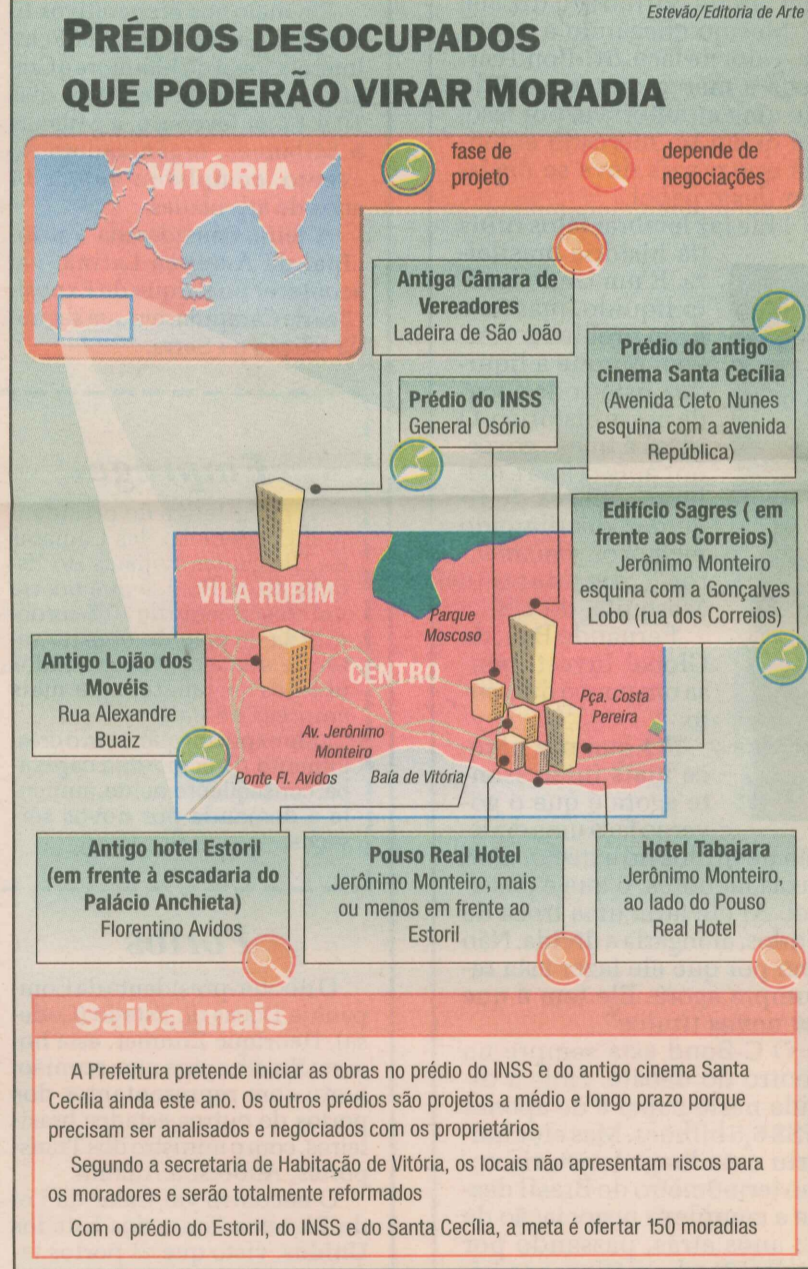 Estevão/Editoria de Arte
PRÉDIOS DESOCUPADOS
QUE PODERÃO VIRAR MORADIA
VITÓRIA
fase de
projeto
depende de
negociações
Antiga Câmara de
Vereadores
Ladeira de São João
Prédio do antigo
cinema Santa Cecília
(Avenida Cleto Nunes
esquina com a avenida
República)
Prédio do INSS
General Osório
Edifício Sagres ( em
frente aos Correios)
Jerônimo Monteiro
esquina com a Gonçalves
Lobo (rua dos Correios)
VILA RUBIM
Parque
Moscoso
Antigo Lojão dos
Movéis
Rua Alexandre
Buaiz
CENTRO
Pça. Costa
Pereira
Av. Jerônimo
Monteiro
Ponte Fl. Avidos
Baía de Vitória
Antigo hotel Estoril
(em frente à escadaria do
Palácio Anchieta)
Florentino Avidos
Pouso Real Hotel
Jerônimo Monteiro, mais
ou menos em frente ao
Estoril
Hotel Tabajara
Jerônimo Monteiro,
ao lado do Pouso
Real Hotel
Saiba mais
A Prefeitura pretende iniciar as obras no prédio do INSS e do antigo cinema Santa
Cecília ainda este ano. Os outros prédios são projetos a médio e longo prazo porque
precisam ser analisados e negociados com os proprietários
Segundo a secretaria de Habitação de Vitória, os locais não apresentam riscos para
os moradores e serão totalmente reformados
Com o prédio do Estoril, do INSS e do Santa Cecília, a meta é ofertar 150 moradias